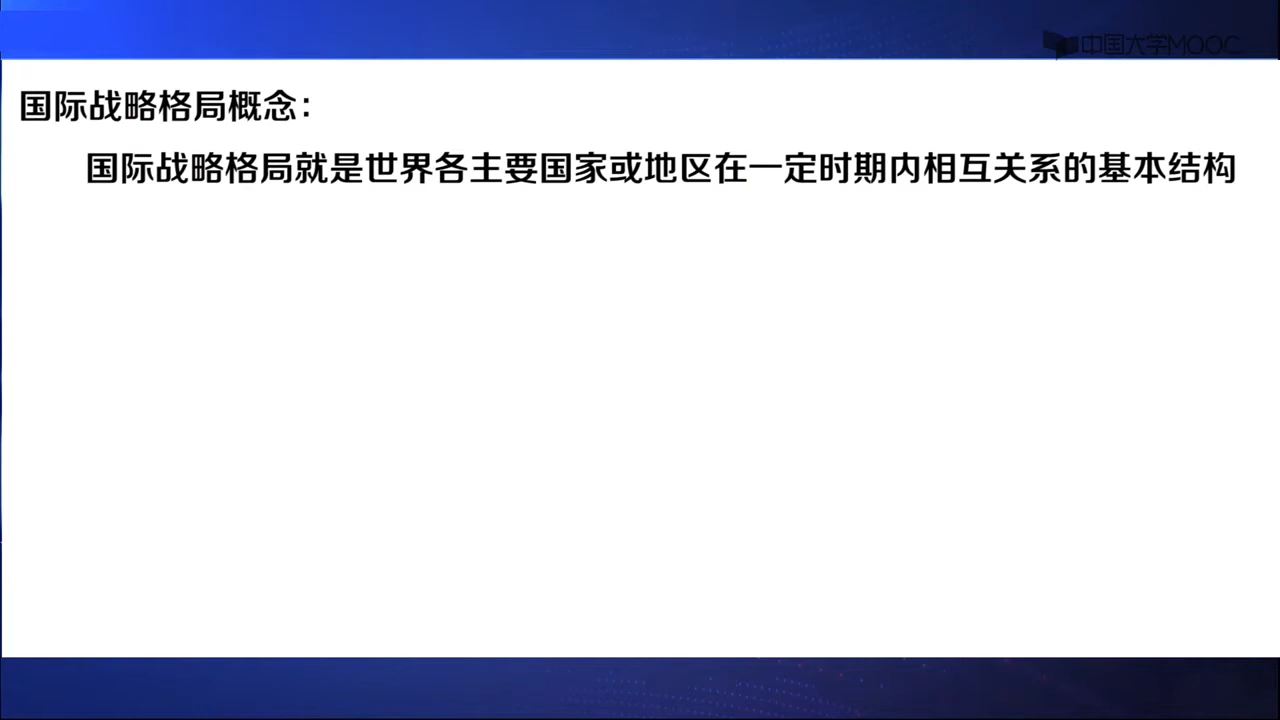 中国大学MOOC
国际战略格局概念：
国际战略格局就是世界各主要国家或地区在一定时期内相互关系的基本结构